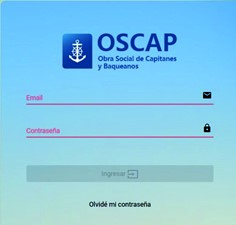 OSCAP
Obra Social de Capitanes
y Baqueanos
Email
Contraseña
Ingresar
Olvidé mi contraseña